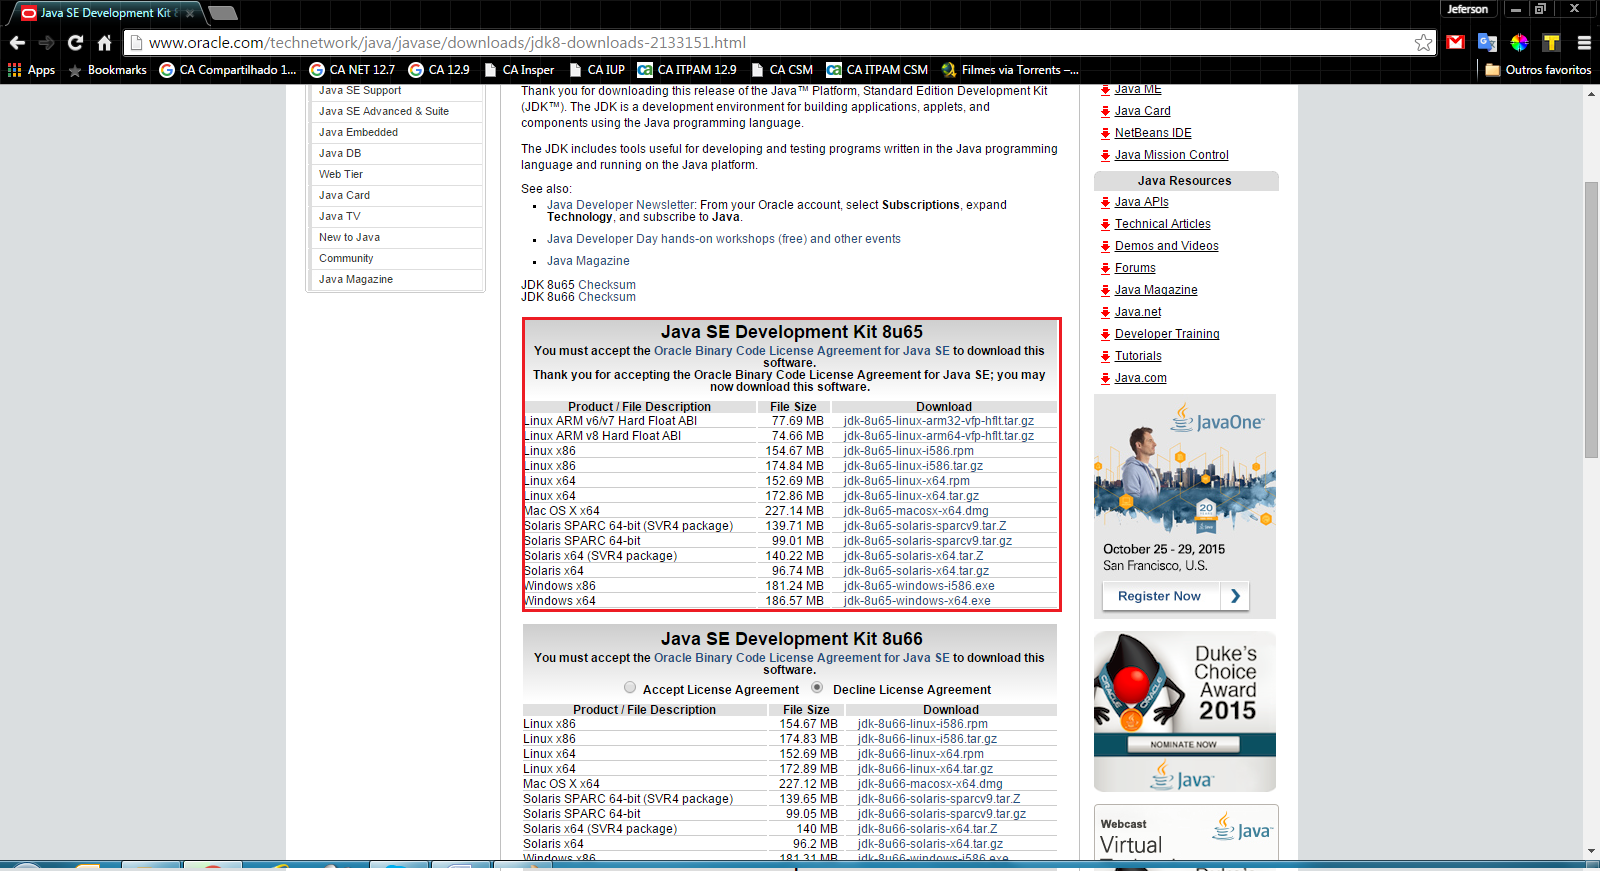 Java SE Development Kit 8
Jeferson
www.oracle.com/technetwork/java/javase/downloads/jdk8-downloads-2133151.html
Apps
Bookmarks
CA Compartilhado 1...
CA NET 12.7
CA 12.9
CA Insper
CA IUP
CA ITPAM 12.9
CA CSM
CA ITPAM CSM
Filmes via Torrents –...
Outros favoritos
Java SE Support
Java SE Advanced & Suite
Java Embedded
Java DB
Web Tier
Java Card
Java TV
New to Java
Community
Java Magazine
Thank you for downloading this release of the Java™ Platform, Standard Edition Development Kit
(JDK™). The JDK is a development environment for building applications, applets, and
components using the Java programming language.
The JDK includes tools useful for developing and testing programs written in the Java programming
language and running on the Java platform.
See also:
Java Developer Newsletter: From your Oracle account, select Subscriptions, expand
Technology, and subscribe to Java.
Java Developer Day hands-on workshops (free) and other events
Java Magazine
JDK 8u65 Checksum
JDK 8u66 Checksum
Java SE Development Kit 8u65
You must accept the Oracle Binary Code License Agreement for Java SE to download this
software.
Thank you for accepting the Oracle Binary Code License Agreement for Java SE; you may
now download this software.
Product / File Description File Size Download
Linux ARM v6/v7 Hard Float ABI 77.69 MB jdk-8u65-linux-arm32-vfp-hflt.tar.gz
Linux ARM v8 Hard Float ABI 74.66 MB jdk-8u65-linux-arm64-vfp-hflt.tar.gz
Linux x86 154.67 MB jdk-8u65-linux-i586.rpm
Linux x86 174.84 MB jdk-8u65-linux-i586.tar.gz
Linux x64 152.69 MB jdk-8u65-linux-x64.rpm
Linux x64 172.86 MB jdk-8u65-linux-x64.tar.gz
Mac OS X x64 227.14 MB jdk-8u65-macosx-x64.dmg
Solaris SPARC 64-bit (SVR4 package) 139.71 MB jdk-8u65-solaris-sparcv9.tar.Z
Solaris SPARC 64-bit 99.01 MB jdk-8u65-solaris-sparcv9.tar.gz
Solaris x64 (SVR4 package) 140.22 MB jdk-8u65-solaris-x64.tar.Z
Solaris x64 96.74 MB jdk-8u65-solaris-x64.tar.gz
Windows x86 181.24 MB jdk-8u65-windows-i586.exe
Windows x64 186.57 MB jdk-8u65-windows-x64.exe
Java SE Development Kit 8u66
You must accept the Oracle Binary Code License Agreement for Java SE to download this
software.
Accept License Agreement Decline License Agreement
Product / File Description File Size Download
Linux x86 154.67 MB jdk-8u66-linux-i586.rpm
Linux x86 174.83 MB jdk-8u66-linux-i586.tar.gz
Linux x64 152.69 MB jdk-8u66-linux-x64.rpm
Linux x64 172.89 MB jdk-8u66-linux-x64.tar.gz
Mac OS X x64 227.12 MB jdk-8u66-macosx-x64.dmg
Solaris SPARC 64-bit (SVR4 package) 139.65 MB jdk-8u66-solaris-sparcv9.tar.Z
Solaris SPARC 64-bit 99.05 MB jdk-8u66-solaris-sparcv9.tar.gz
Solaris x64 (SVR4 package) 140 MB jdk-8u66-solaris-x64.tar.Z
Solaris x64 96.2 MB jdk-8u66-solaris-x64.tar.gz
Windows x86 181.31 MB jdk-8u66-windows-i586.exe
Java ME
Java Card
NetBeans IDE
Java Mission Control
Java Resources
Java APIs
Technical Articles
Demos and Videos
Forums
Java Magazine
Java.net
Developer Training
Tutorials
Java.com
JavaOne™
20
October 25 - 29, 2015
San Francisco, U.S.
Register Now
Duke's
Choice
Award
2015
ORACLE
ORACLE
NOMINATE NOW
Java™
Webcast
Java™
Virtual